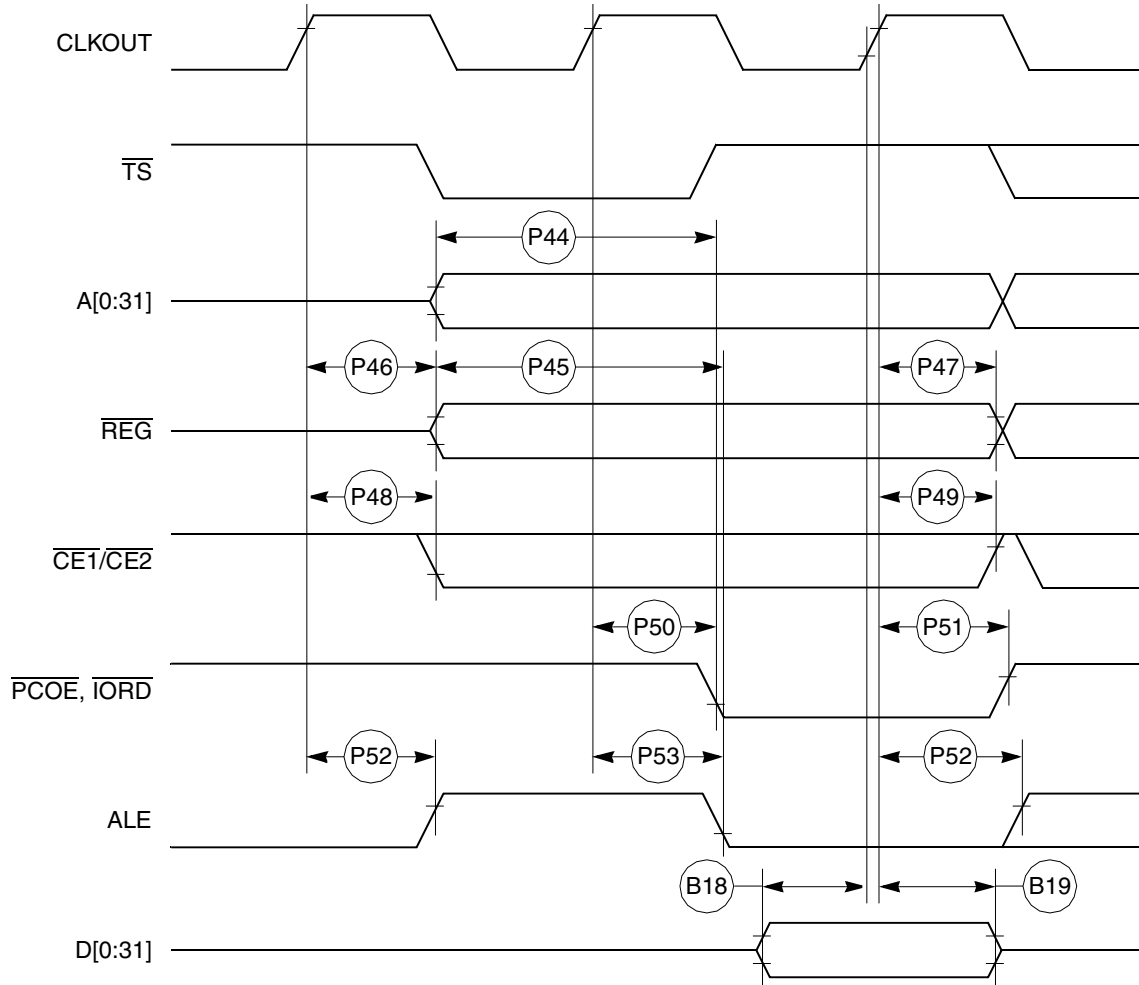 CLKOUT
TS
P44
A[0:31]
P46 P45 P47
REG
P48 P49
CE1/CE2
P50 P51
PCOE, IORD
P52 P53 P52
ALE
B18 B19
D[0:31]